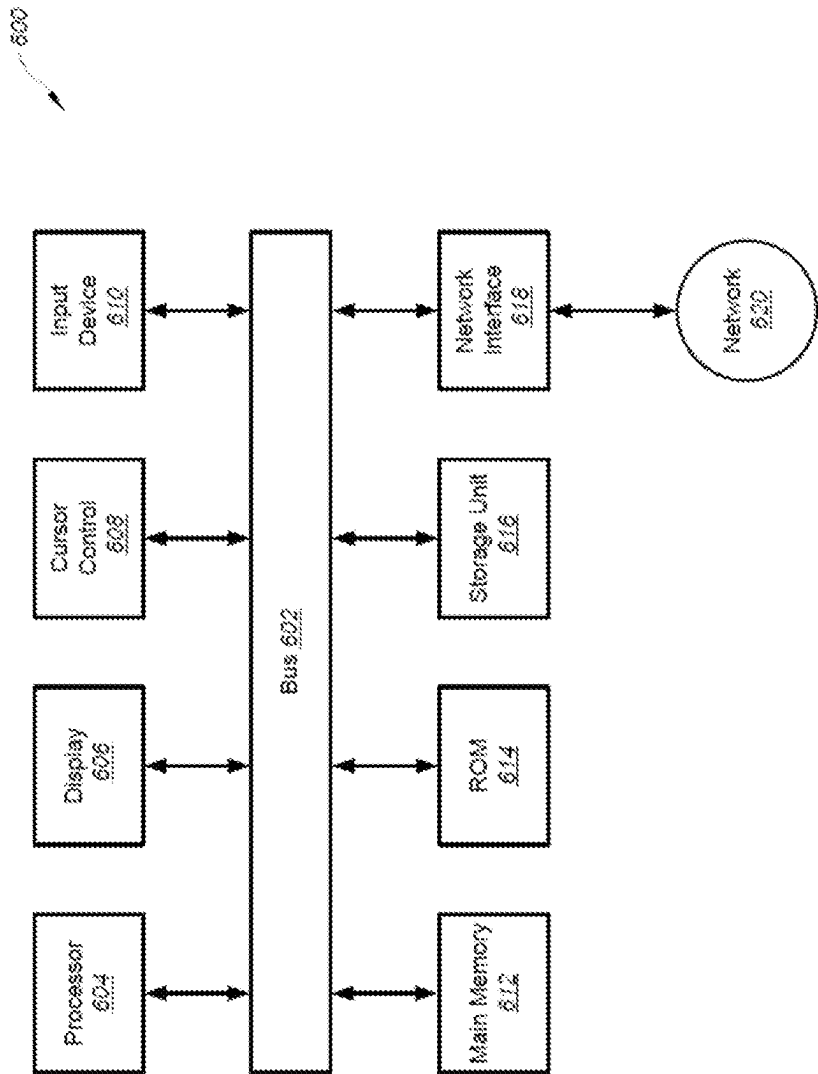 600
Processor
604
Display
606
Cursor
Control
608
Input
Device
610
Bus 602
Main Memory
612
ROM
614
Storage Unit
616
Network
Interface
618
Network
620